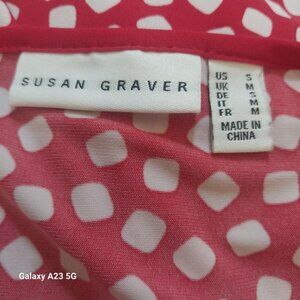 SUSAN GRAVER
US S
UK M
DE S
IT M
FR M
MADE IN
CHINA
Galaxy A23 5G